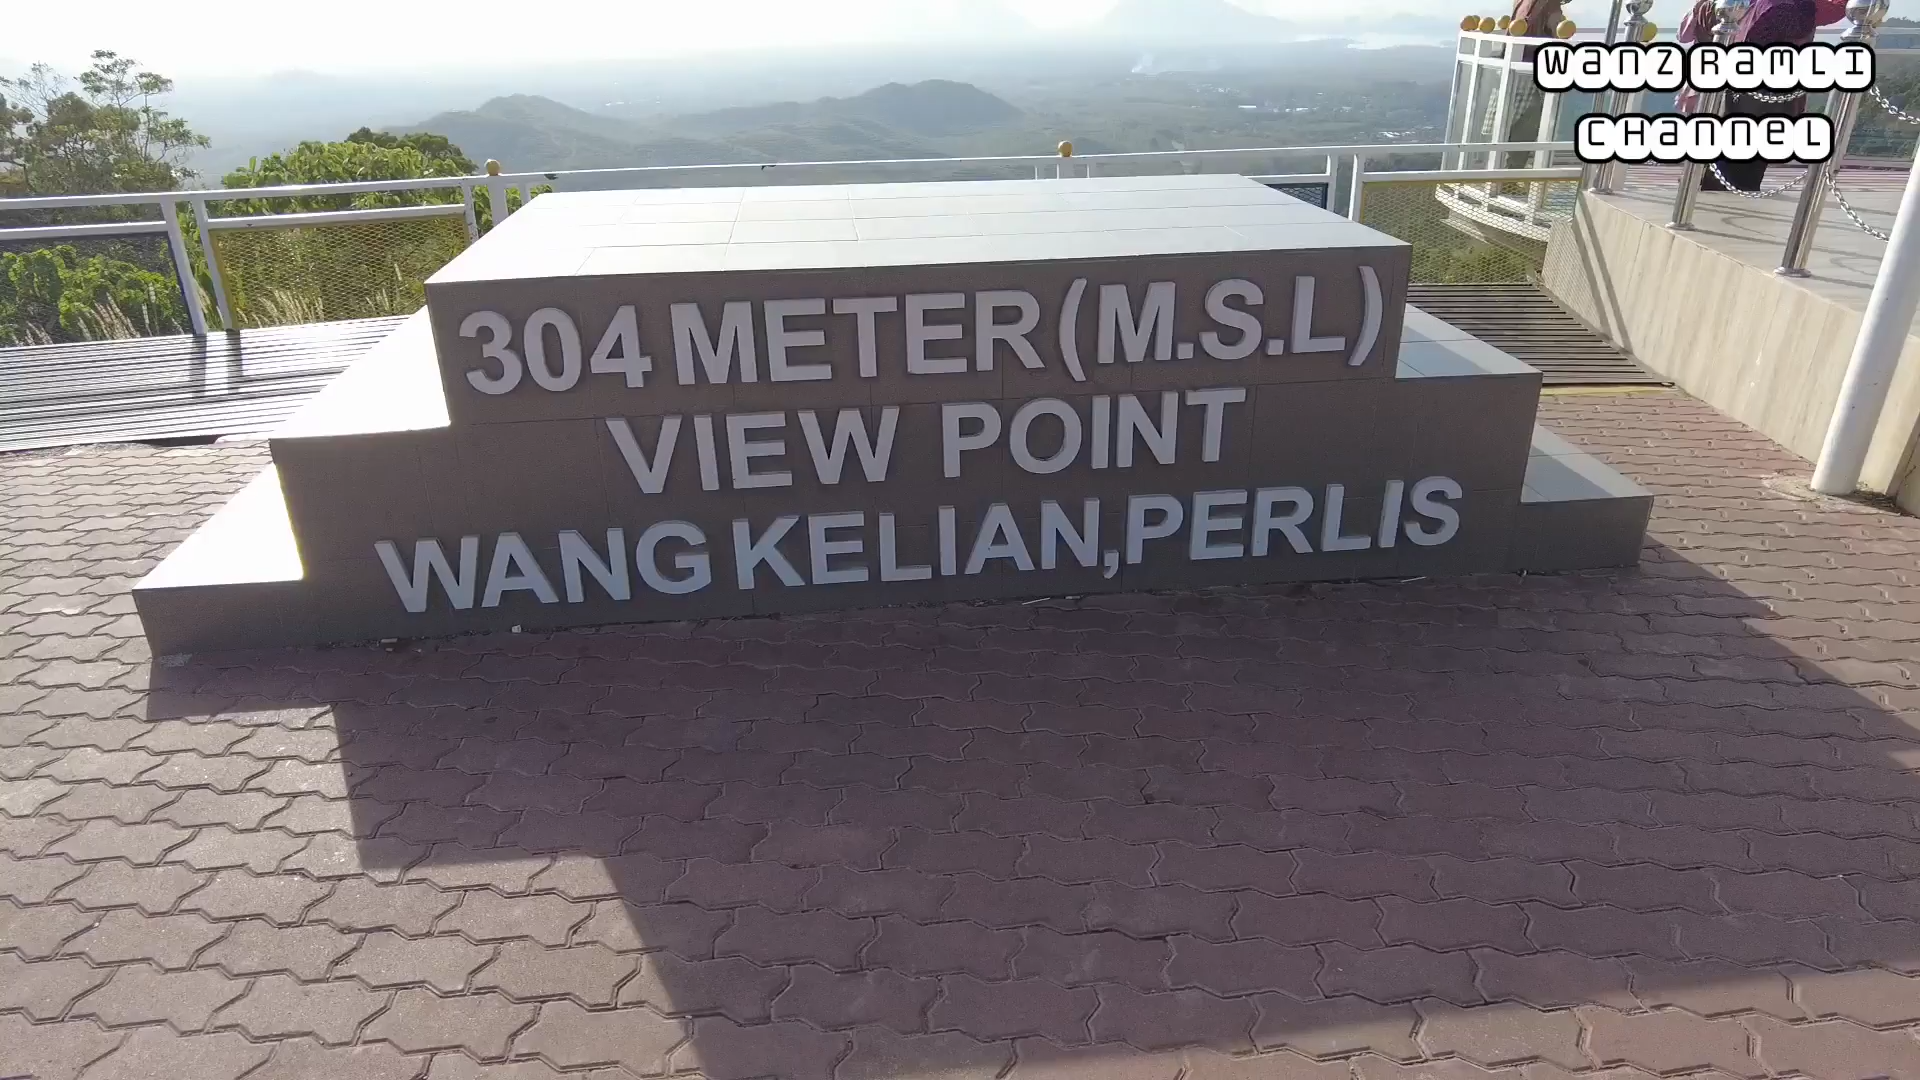 WANZ RAMLI
CHANNEL
304 METER (M.S.L)
VIEW POINT
WANG KELIAN, PERLIS